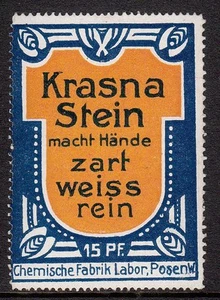 Krasna
Stein
macht Hände
zart
weiss
rein
15 PF.
Chemische Fabrik Labor, Posen W.